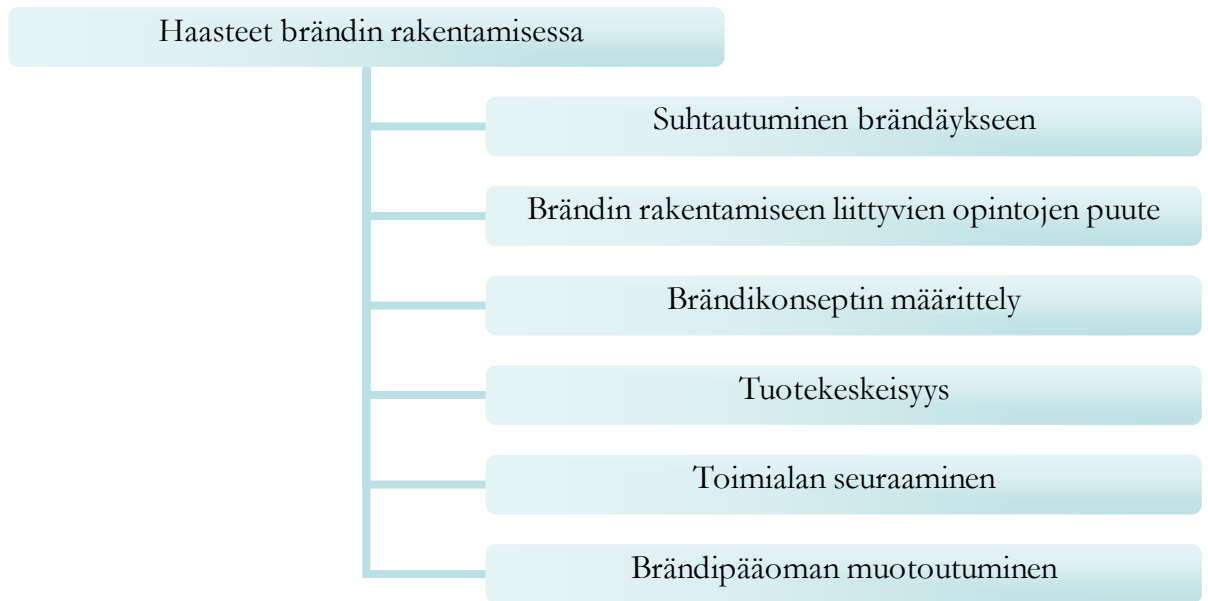 Haasteet brändin rakentamisessa
Suhtautuminen brändäykseen
Brändin rakentamiseen liittyvien opintojen puute
Brändikonseptin määrittely
Tuotekeskeisyys
Toimialan seuraaminen
Brändipääoman muotoutuminen